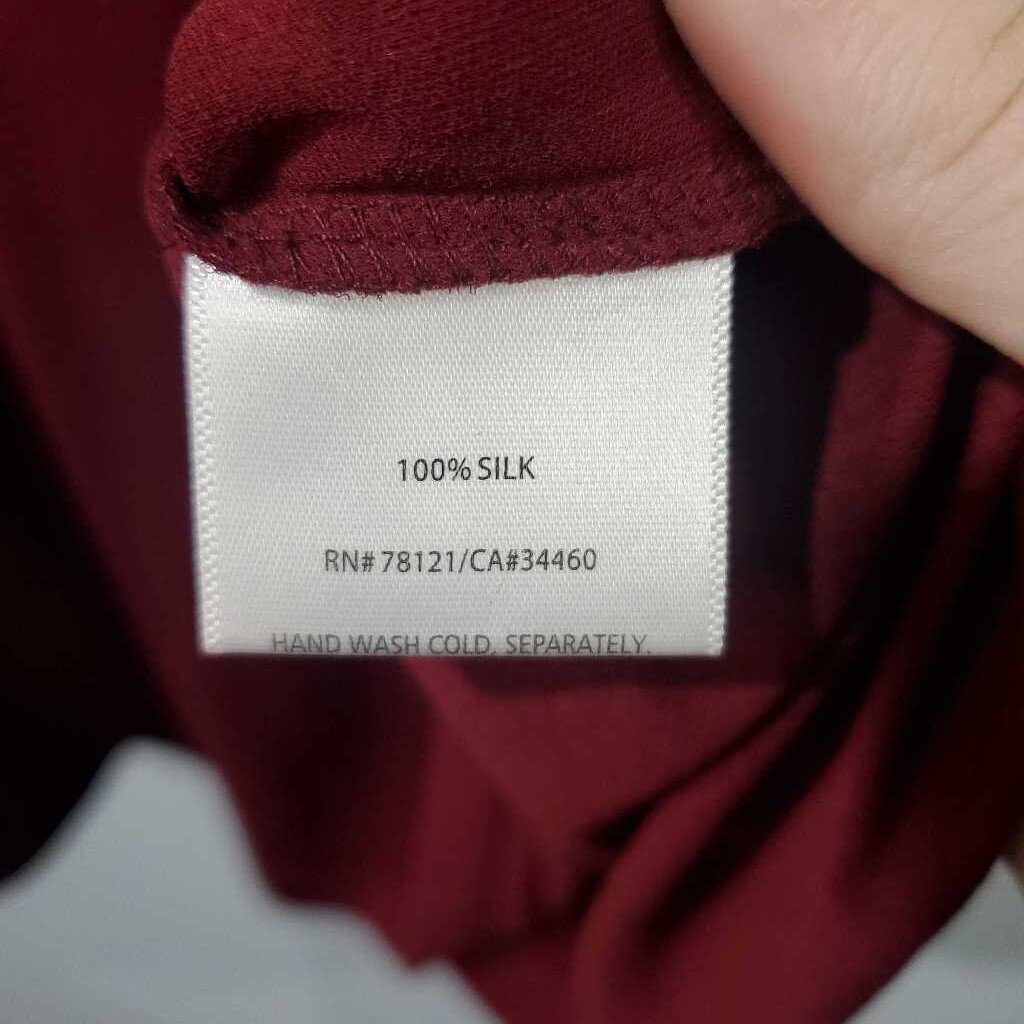 100% SILK
RN# 78121/CA#34460
HAND WASH COLD, SEPARATELY.